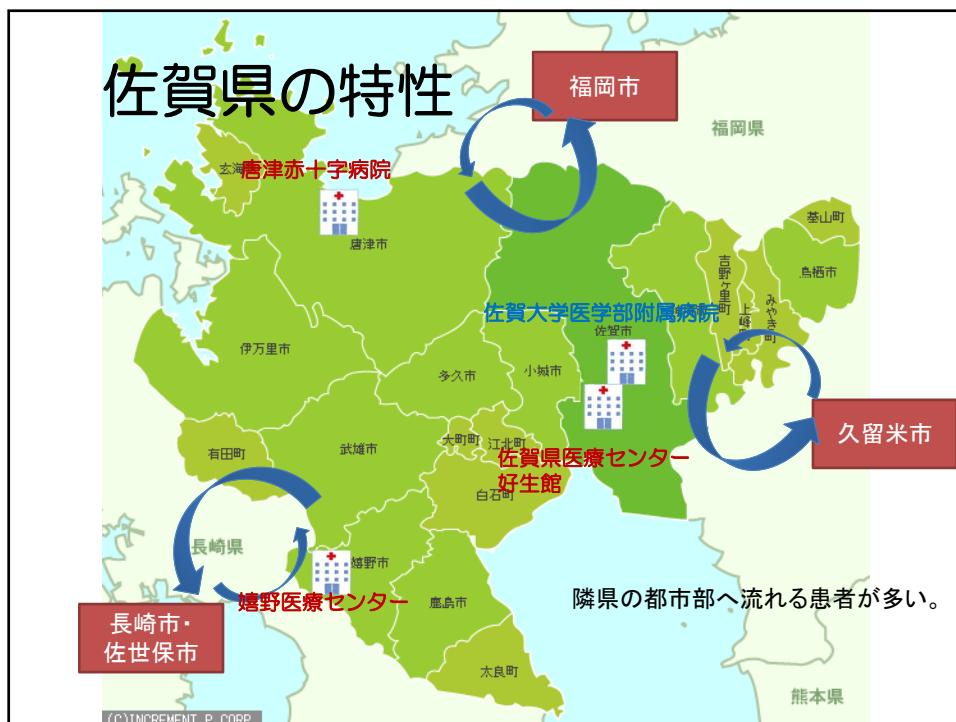 佐賀県の特性
福岡市
福岡県
唐津赤十字病院
唐津市
基山町
鳥栖市
吉野ヶ里町
みやき町
上峰町
佐賀大学医学部附属病院
佐賀市
伊万里市
小城市
多久市
久留米市
大町町
江北町
武雄市
有田町
佐賀県医療センター
好生館
白石町
長崎県
嬉野市
嬉野医療センター
鹿島市
隣県の都市部へ流れる患者が多い。
長崎市・
佐世保市
太良町
熊本県
(C)INCREMENT P CORP